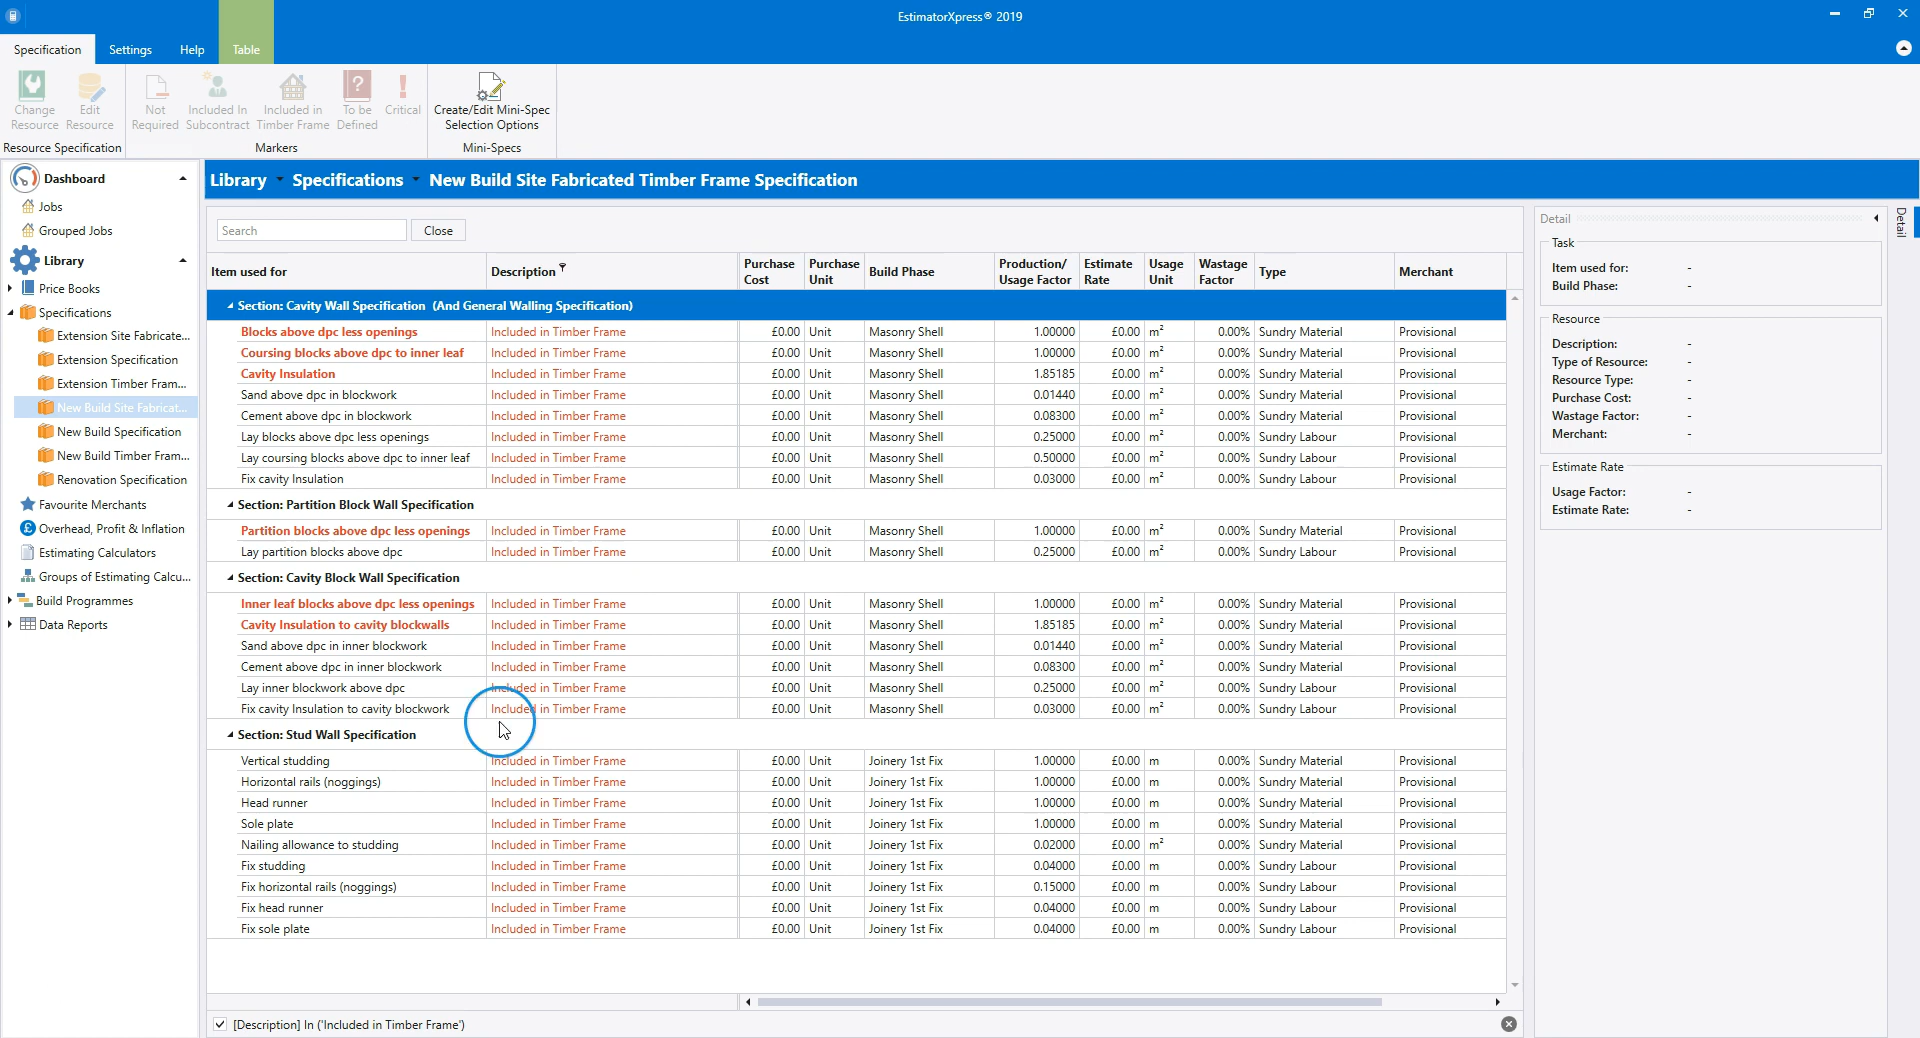 EstimatorXpress® 2019
Specification Settings Help Table
Change Resource
Edit Resource
Not Required
Included In Subcontract
Included in Timber Frame
To be Defined
Critical
Create/Edit Mini-Spec Selection Options
Resource Specification Markers Mini-Specs
Dashboard
Jobs
Grouped Jobs
Library
Price Books
Specifications
Extension Site Fabricate...
Extension Specification
Extension Timber Fram...
New Build Site Fabricat...
New Build Specification
New Build Timber Fram...
Renovation Specification
Favourite Merchants
Overhead, Profit & Inflation
Estimating Calculators
Groups of Estimating Calcu...
Build Programmes
Data Reports
Library Specifications New Build Site Fabricated Timber Frame Specification
Search Close
Item used for Description Purchase Cost Purchase Unit Build Phase Production/ Usage Factor Estimate Rate Usage Unit Wastage Factor Type Merchant
Section: Cavity Wall Specification (And General Walling Specification)
Blocks above dpc less openings Included in Timber Frame £0.00 Unit Masonry Shell 1.00000 £0.00 m² 0.00% Sundry Material Provisional
Coursing blocks above dpc to inner leaf Included in Timber Frame £0.00 Unit Masonry Shell 1.00000 £0.00 m² 0.00% Sundry Material Provisional
Cavity Insulation Included in Timber Frame £0.00 Unit Masonry Shell 1.85185 £0.00 m² 0.00% Sundry Material Provisional
Sand above dpc in blockwork Included in Timber Frame £0.00 Unit Masonry Shell 0.01440 £0.00 m² 0.00% Sundry Material Provisional
Cement above dpc in blockwork Included in Timber Frame £0.00 Unit Masonry Shell 0.08300 £0.00 m² 0.00% Sundry Material Provisional
Lay blocks above dpc less openings Included in Timber Frame £0.00 Unit Masonry Shell 0.25000 £0.00 m² 0.00% Sundry Labour Provisional
Lay coursing blocks above dpc to inner leaf Included in Timber Frame £0.00 Unit Masonry Shell 0.50000 £0.00 m² 0.00% Sundry Labour Provisional
Fix cavity Insulation Included in Timber Frame £0.00 Unit Masonry Shell 0.03000 £0.00 m² 0.00% Sundry Labour Provisional
Section: Partition Block Wall Specification
Partition blocks above dpc less openings Included in Timber Frame £0.00 Unit Masonry Shell 1.00000 £0.00 m² 0.00% Sundry Material Provisional
Lay partition blocks above dpc Included in Timber Frame £0.00 Unit Masonry Shell 0.25000 £0.00 m² 0.00% Sundry Labour Provisional
Section: Cavity Block Wall Specification
Inner leaf blocks above dpc less openings Included in Timber Frame £0.00 Unit Masonry Shell 1.00000 £0.00 m² 0.00% Sundry Material Provisional
Cavity Insulation to cavity blockwalls Included in Timber Frame £0.00 Unit Masonry Shell 1.85185 £0.00 m² 0.00% Sundry Material Provisional
Sand above dpc in inner blockwork Included in Timber Frame £0.00 Unit Masonry Shell 0.01440 £0.00 m² 0.00% Sundry Material Provisional
Cement above dpc in inner blockwork Included in Timber Frame £0.00 Unit Masonry Shell 0.08300 £0.00 m² 0.00% Sundry Material Provisional
Lay inner blockwork above dpc Included in Timber Frame £0.00 Unit Masonry Shell 0.25000 £0.00 m² 0.00% Sundry Labour Provisional
Fix cavity Insulation to cavity blockwork Included in Timber Frame £0.00 Unit Masonry Shell 0.03000 £0.00 m² 0.00% Sundry Labour Provisional
Section: Stud Wall Specification
Vertical studding Included in Timber Frame £0.00 Unit Joinery 1st Fix 1.00000 £0.00 m 0.00% Sundry Material Provisional
Horizontal rails (noggings) Included in Timber Frame £0.00 Unit Joinery 1st Fix 1.00000 £0.00 m 0.00% Sundry Material Provisional
Head runner Included in Timber Frame £0.00 Unit Joinery 1st Fix 1.00000 £0.00 m 0.00% Sundry Material Provisional
Sole plate Included in Timber Frame £0.00 Unit Joinery 1st Fix 1.00000 £0.00 m 0.00% Sundry Material Provisional
Nailing allowance to studding Included in Timber Frame £0.00 Unit Joinery 1st Fix 0.02000 £0.00 m² 0.00% Sundry Material Provisional
Fix studding Included in Timber Frame £0.00 Unit Joinery 1st Fix 0.04000 £0.00 m 0.00% Sundry Labour Provisional
Fix horizontal rails (noggings) Included in Timber Frame £0.00 Unit Joinery 1st Fix 0.15000 £0.00 m 0.00% Sundry Labour Provisional
Fix head runner Included in Timber Frame £0.00 Unit Joinery 1st Fix 0.04000 £0.00 m 0.00% Sundry Labour Provisional
Fix sole plate Included in Timber Frame £0.00 Unit Joinery 1st Fix 0.04000 £0.00 m 0.00% Sundry Labour Provisional
[Description] In ('Included in Timber Frame')
Detail
Task
Item used for: -
Build Phase: -
Resource
Description: -
Type of Resource: -
Resource Type: -
Purchase Cost: -
Wastage Factor: -
Merchant: -
Estimate Rate
Usage Factor: -
Estimate Rate: -
Detail